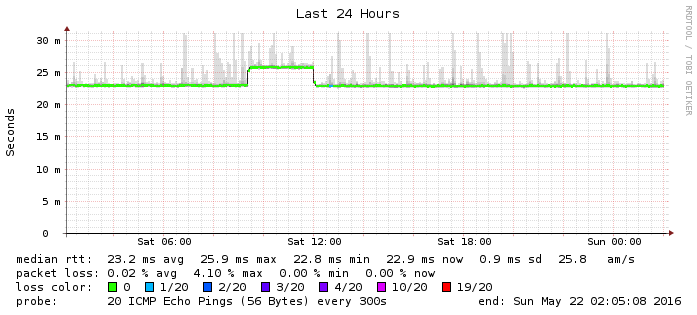 Last 24 Hours
RRDTOOL / TOBI OETIKER
Seconds
30 m
25 m
20 m
15 m
10 m
5 m
0
Sat 06:00 Sat 12:00 Sat 18:00 Sun 00:00
median rtt: 23.2 ms avg 25.9 ms max 22.8 ms min 22.9 ms now 0.9 ms sd 25.8 am/s
packet loss: 0.02 % avg 4.10 % max 0.00 % min 0.00 % now
loss color: 0 1/20 2/20 3/20 4/20 10/20 19/20
probe: 20 ICMP Echo Pings (56 Bytes) every 300s end: Sun May 22 02:05:08 2016